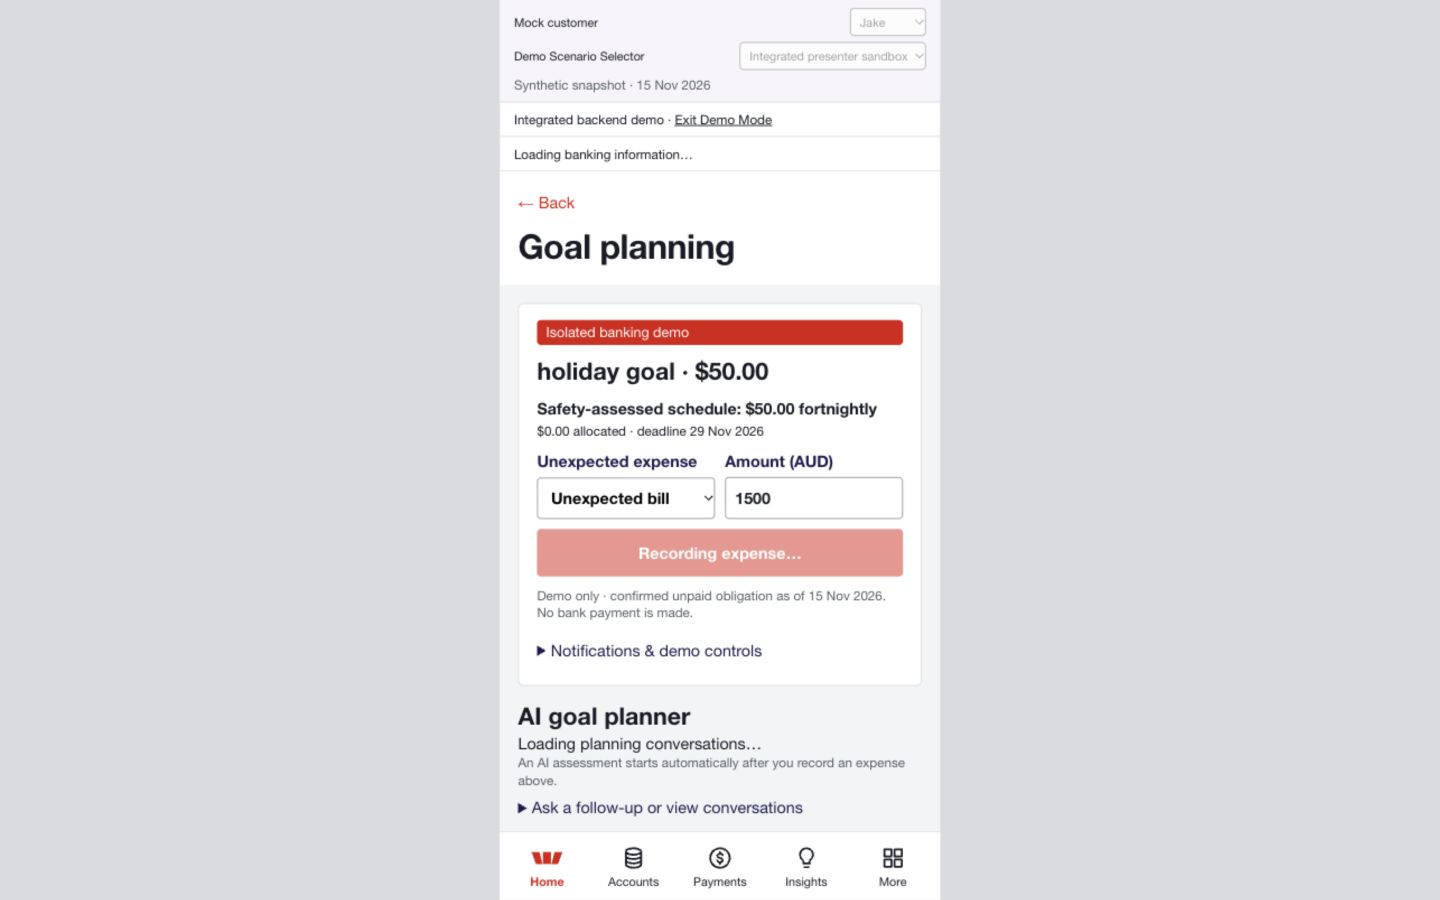 Mock customer
Jake
Demo Scenario Selector
Integrated presenter sandbox
Synthetic snapshot · 15 Nov 2026
Integrated backend demo · Exit Demo Mode
Loading banking information…
← Back
Goal planning
Isolated banking demo
holiday goal · $50.00
Safety-assessed schedule: $50.00 fortnightly
$0.00 allocated · deadline 29 Nov 2026
Unexpected expense Amount (AUD)
Unexpected bill 1500
Recording expense…
Demo only · confirmed unpaid obligation as of 15 Nov 2026.
No bank payment is made.
Notifications & demo controls
AI goal planner
Loading planning conversations…
An AI assessment starts automatically after you record an expense
above.
Ask a follow-up or view conversations
Home Accounts Payments Insights More